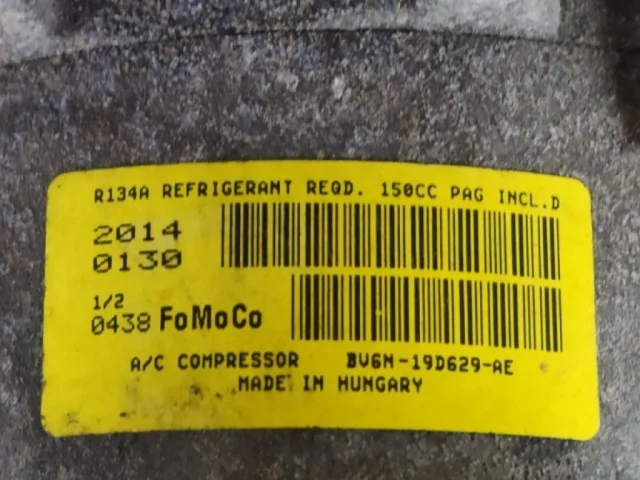 R134A REFRIGERANT REQD. 150CC PAG INCL.D
2014
0130
1/2
0438 FoMoCo
A/C COMPRESSOR BV6N-19D629-AE
MADE IN HUNGARY